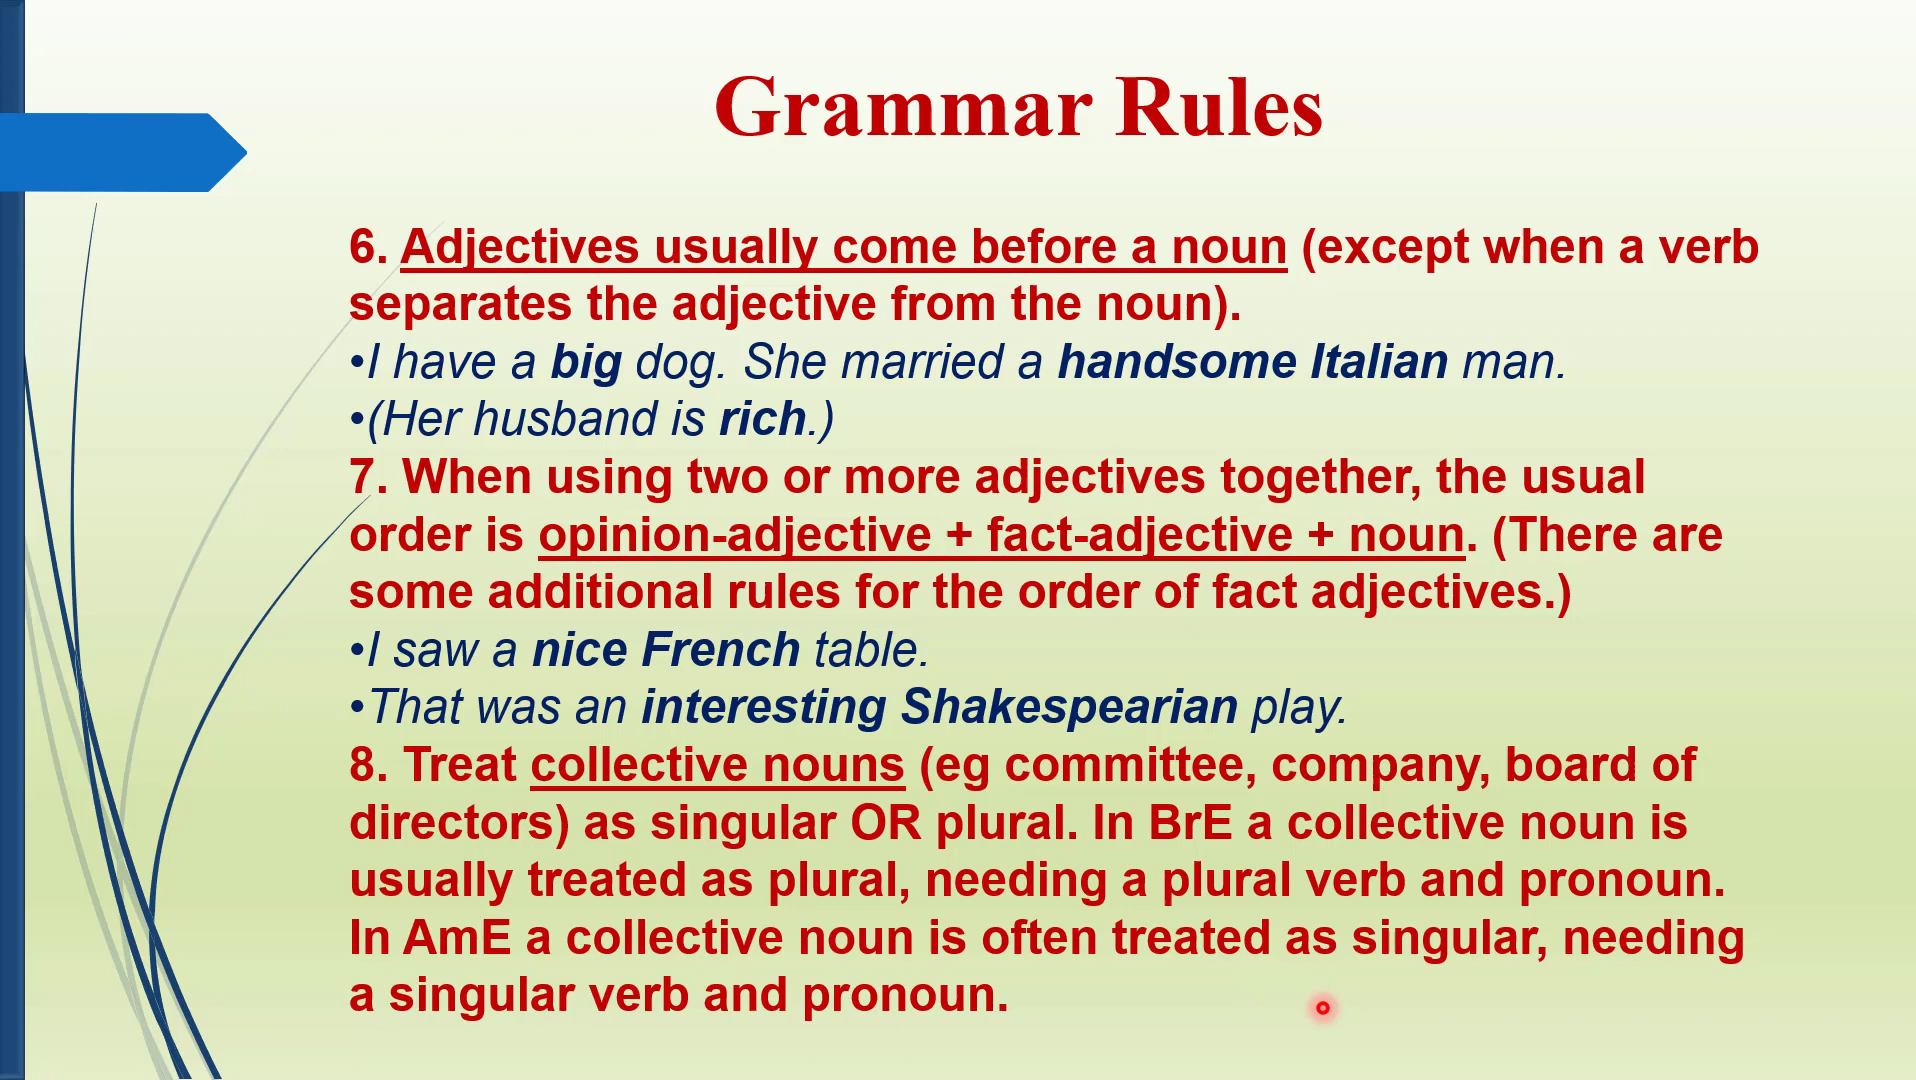 Grammar Rules
6. Adjectives usually come before a noun (except when a verb
separates the adjective from the noun).
•I have a big dog. She married a handsome Italian man.
•(Her husband is rich.)
7. When using two or more adjectives together, the usual
order is opinion-adjective + fact-adjective + noun. (There are
some additional rules for the order of fact adjectives.)
•I saw a nice French table.
•That was an interesting Shakespearian play.
8. Treat collective nouns (eg committee, company, board of
directors) as singular OR plural. In BrE a collective noun is
usually treated as plural, needing a plural verb and pronoun.
In AmE a collective noun is often treated as singular, needing
a singular verb and pronoun.